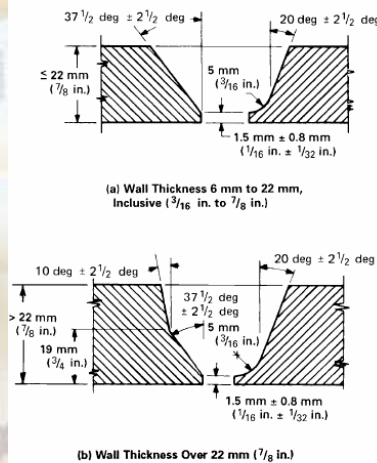 37 1/2 deg ± 2 1/2 deg
20 deg ± 2 1/2 deg
≤ 22 mm
(7/8 in.)
5 mm
(3/16 in.)
1.5 mm ± 0.8 mm
(1/16 in. ± 1/32 in.)
(a) Wall Thickness 6 mm to 22 mm,
Inclusive (3/16 in. to 7/8 in.)
10 deg ± 2 1/2 deg
20 deg ± 2 1/2 deg
37 1/2 deg
± 2 1/2 deg
> 22 mm
(7/8 in.)
5 mm
(3/16 in.)
19 mm
(3/4 in.)
1.5 mm ± 0.8 mm
(1/16 in. ± 1/32 in.)
(b) Wall Thickness Over 22 mm (7/8 in.)